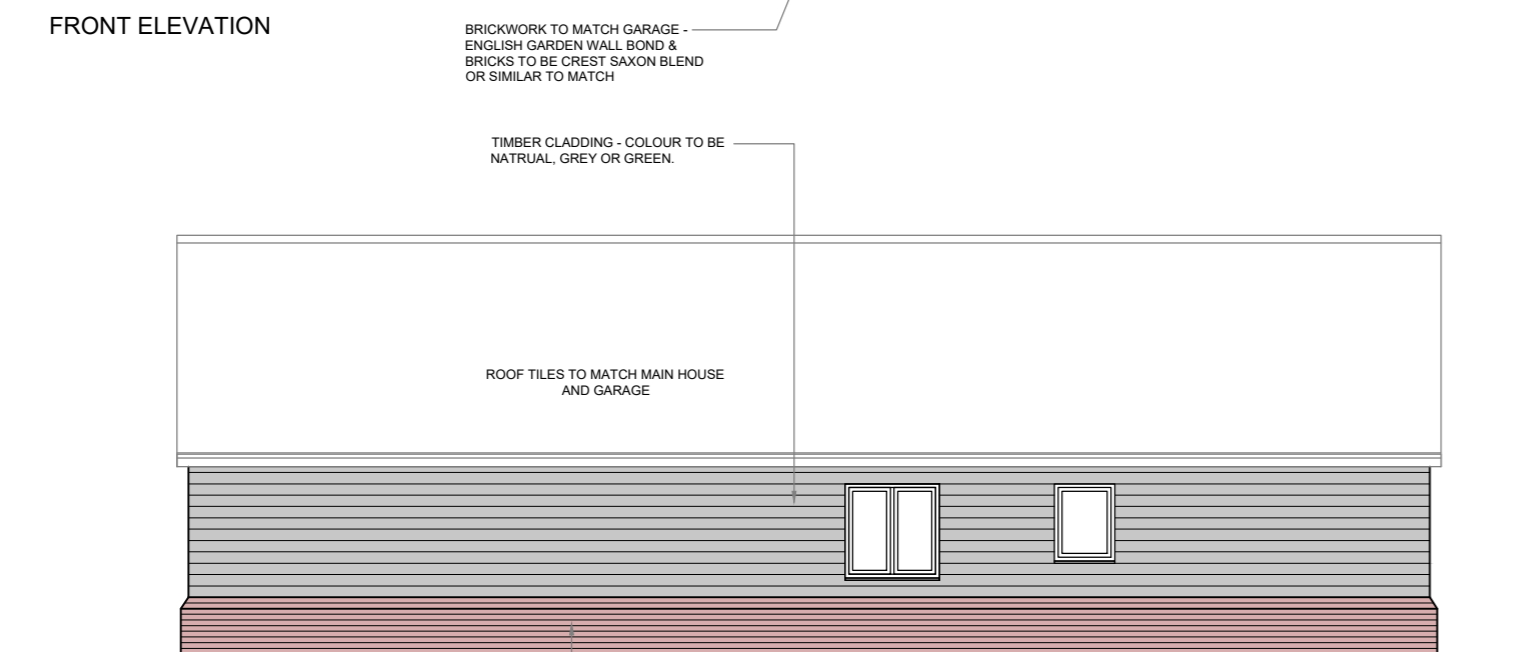 FRONT ELEVATION
BRICKWORK TO MATCH GARAGE -
ENGLISH GARDEN WALL BOND &
BRICKS TO BE CREST SAXON BLEND
OR SIMILAR TO MATCH
TIMBER CLADDING - COLOUR TO BE
NATRUAL, GREY OR GREEN.
ROOF TILES TO MATCH MAIN HOUSE
AND GARAGE